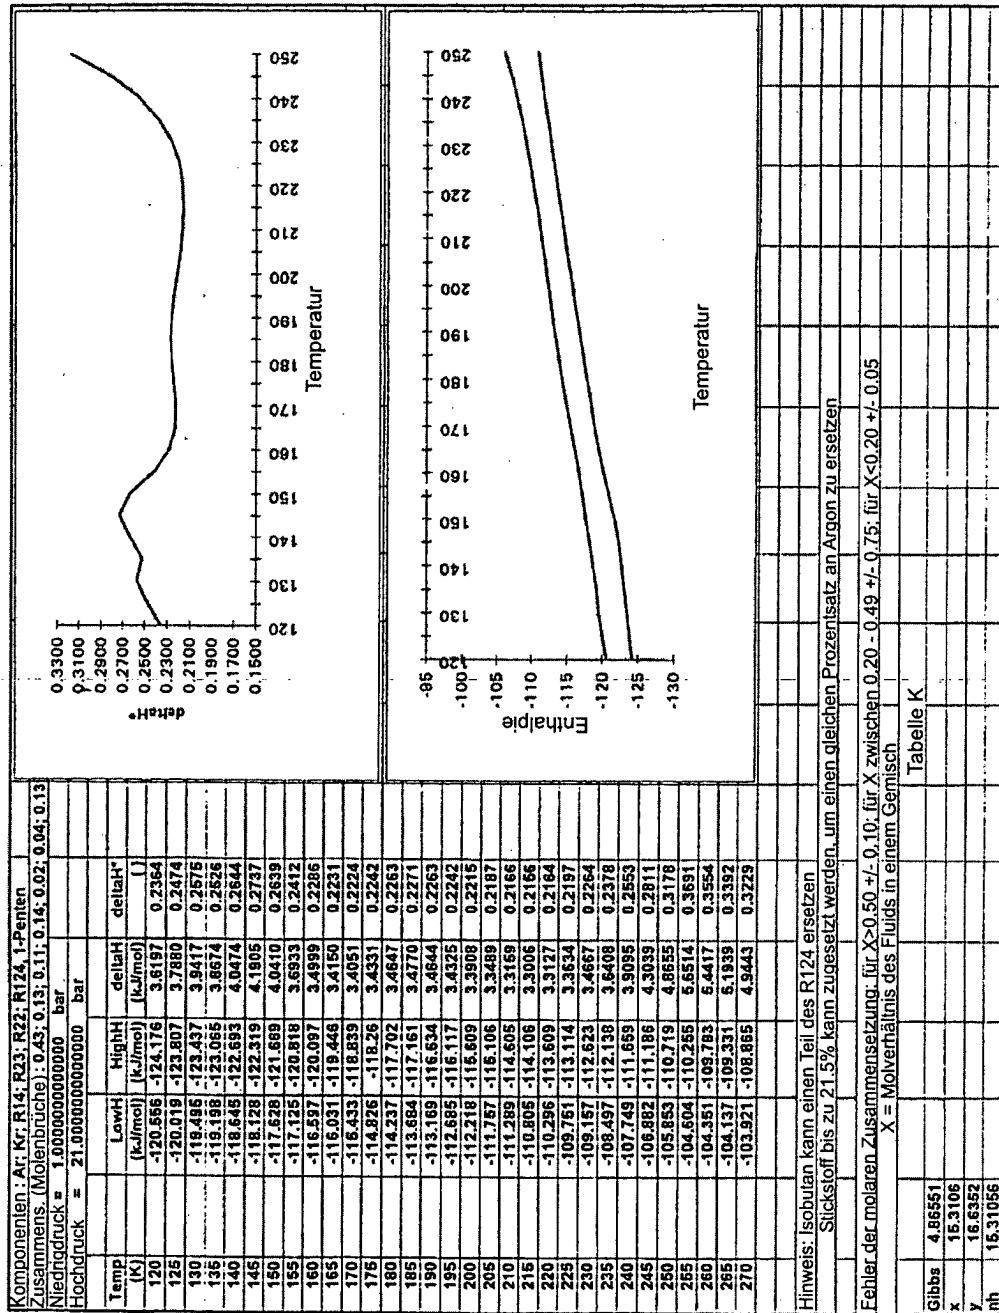 Komponenten : Ar; Kr; R14; R23; R22; R124, 1-Penten
Zusammens. (Molenbrüche) : 0.43; 0.13; 0.11; 0.14; 0.02; 0.04; 0.13
Niedrigdruck = 1.00000000000000 bar
Hochdruck = 21.0000000000000 bar
Temp LowH HighH deltaH deltaH*
(K) (kJ/mol) (kJ/mol) (kJ/mol) ( )
120 -120.556 -124.176 3.6197 0.2364
125 -120.019 -123.807 3.7880 0.2474
130 -119.495 -123.437 3.9417 0.2575
135 -119.198 -123.065 3.8674 0.2526
140 -118.645 -122.693 4.0474 0.2644
145 -118.128 -122.319 4.1905 0.2737
150 -117.628 -121.669 4.0410 0.2639
155 -117.125 -120.818 3.6933 0.2412
160 -116.597 -120.097 3.4999 0.2286
165 -116.031 -119.446 3.4150 0.2231
170 -115.433 -118.839 3.4051 0.2224
175 -114.826 -118.26 3.4331 0.2242
180 -114.237 -117.702 3.4647 0.2263
185 -113.684 -117.161 3.4770 0.2271
190 -113.169 -116.634 3.4644 0.2263
195 -112.685 -116.117 3.4325 0.2242
200 -112.218 -115.609 3.3908 0.2215
205 -111.757 -115.106 3.3489 0.2187
210 -111.289 -114.605 3.3169 0.2166
215 -110.805 -114.105 3.3006 0.2156
220 -110.296 -113.609 3.3127 0.2164
225 -109.751 -113.114 3.3634 0.2197
230 -109.157 -112.623 3.4667 0.2264
235 -108.497 -112.138 3.6408 0.2378
240 -107.749 -111.659 3.9095 0.2553
245 -106.882 -111.186 4.3039 0.2811
250 -105.853 -110.719 4.8655 0.3178
255 -104.604 -110.255 5.6514 0.3691
260 -104.351 -109.793 5.4417 0.3554
265 -104.137 -109.331 5.1939 0.3392
270 -103.921 -108.865 4.9443 0.3229
deltaH*
0.3300
0.3100
0.2900
0.2700
0.2500
0.2300
0.2100
0.1900
0.1700
0.1500
120 130 140 150 160 170 180 190 200 210 220 230 240 250
Temperatur
Enthalpie
-95
-100
-105
-110
-115
-120
-125
-130
120 130 140 150 160 170 180 190 200 210 220 230 240 250
Temperatur
Hinweis: Isobutan kann einen Teil des R124 ersetzen
Stickstoff bis zu 21.5% kann zugesetzt werden, um einen gleichen Prozentsatz an Argon zu ersetzen
Fehler der molaren Zusammensetzung: für X>0.50 +/- 0.10; für X zwischen 0.20 - 0.49 +/- 0.75; für X<0.20 +/- 0.05
X = Molverhältnis des Fluids in einem Gemisch
Tabelle K
Gibbs 4.86551
x 15.3106
y 16.6352
nh 15.31056